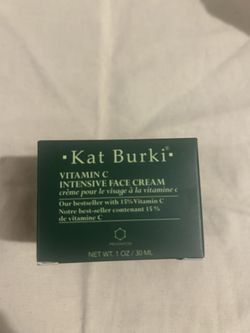 Kat Burki®
VITAMIN C
INTENSIVE FACE CREAM
crème pour le visage à la vitamine c
Our bestseller with 15% Vitamin C
Notre best-seller contenant 15 %
de vitamine C
NET WT. 1 OZ / 30 ML